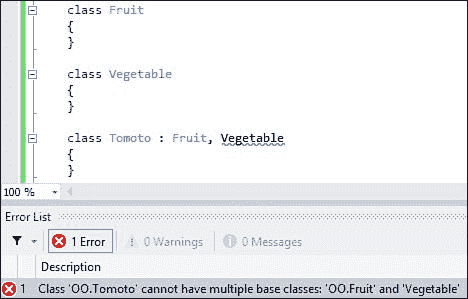 class Fruit
{
}
class Vegetable
{
}
class Tomoto : Fruit, Vegetable
{
}
100 %
Error List
1 Error
0 Warnings
0 Messages
Description
1 Class 'OO.Tomoto' cannot have multiple base classes: 'OO.Fruit' and 'Vegetable'